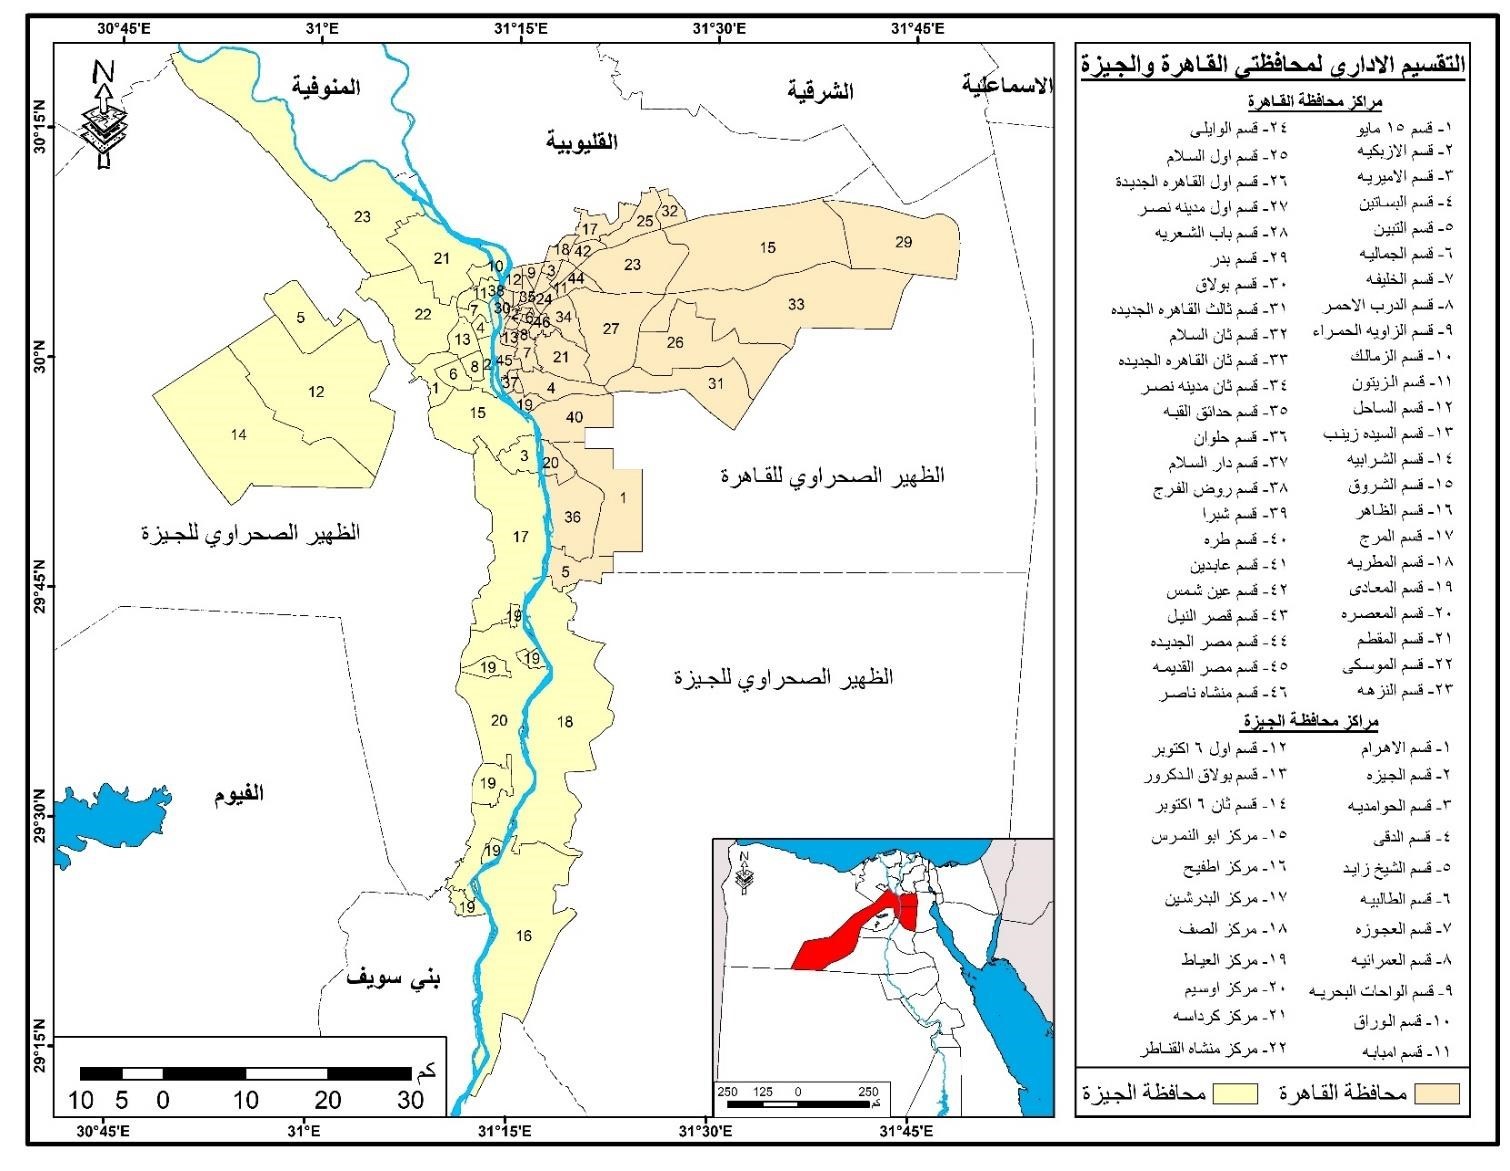 30°45'E 31°E 31°15'E 31°30'E 31°45'E
N
المنوفية
الشرقية
الاسماعلية
القليوبية
30°15'N
30°N
29°45'N
29°30'N
29°15'N
23
21
22
10
11
38
7
4
13
6
8
2
1
15
3
5
12
14
17
19
19
19
20
18
19
19
19
16
32
25
17
18
42
15
29
23
12
9
3
44
11
35
24
30
2
6
46
34
33
27
26
13
8
7
21
45
31
37
4
19
40
20
1
36
5
الظهير الصحراوي للقاهرة
الظهير الصحراوي للجيزة
الظهير الصحراوي للجيزة
الفيوم
بني سويف
كم
10 5 0 10 20 30
N
250 125 0 250
كم
30°45'E 31°E 31°15'E 31°30'E 31°45'E
التقسيم الاداري لمحافظتي القاهرة والجيزة
مراكز محافظة القاهرة
١- قسم ١٥ مايو
٢- قسم الازبكيه
٣- قسم الاميريه
٤- قسم البساتين
٥- قسم التبين
٦- قسم الجماليه
٧- قسم الخليفه
٨- قسم الدرب الاحمر
٩- قسم الزاويه الحمراء
١٠- قسم الزمالك
١١- قسم الزيتون
١٢- قسم الساحل
١٣- قسم السيده زينب
١٤- قسم الشرابيه
١٥- قسم الشروق
١٦- قسم الظاهر
١٧- قسم المرج
١٨- قسم المطريه
١٩- قسم المعادى
٢٠- قسم المعصره
٢١- قسم المقطم
٢٢- قسم الموسكى
٢٣- قسم النزهه
٢٤- قسم الوايلى
٢٥- قسم اول السلام
٢٦- قسم اول القاهره الجديدة
٢٧- قسم اول مدينه نصر
٢٨- قسم باب الشعريه
٢٩- قسم بدر
٣٠- قسم بولاق
٣١- قسم ثالث القاهره الجديده
٣٢- قسم ثان السلام
٣٣- قسم ثان القاهره الجديده
٣٤- قسم ثان مدينه نصر
٣٥- قسم حدائق القبه
٣٦- قسم حلوان
٣٧- قسم دار السلام
٣٨- قسم روض الفرج
٣٩- قسم شبرا
٤٠- قسم طره
٤١- قسم عابدين
٤٢- قسم عين شمس
٤٣- قسم قصر النيل
٤٤- قسم مصر الجديده
٤٥- قسم مصر القديمه
٤٦- قسم منشاه ناصر
مراكز محافظة الجيزة
١- قسم الاهرام
٢- قسم الجيزه
٣- قسم الحوامديه
٤- قسم الدقى
٥- قسم الشيخ زايد
٦- قسم الطالبيه
٧- قسم العجوزه
٨- قسم العمرانيه
٩- قسم الواحات البحريه
١٠- قسم الوراق
١١- قسم امبابه
١٢- قسم اول ٦ اكتوبر
١٣- قسم بولاق الدكرور
١٤- قسم ثان ٦ اكتوبر
١٥- مركز ابو النمرس
١٦- مركز اطفيح
١٧- مركز البدرشين
١٨- مركز الصف
١٩- مركز العياط
٢٠- مركز اوسيم
٢١- مركز كرداسه
٢٢- مركز منشاه القناطر
محافظة القاهرة
محافظة الجيزة